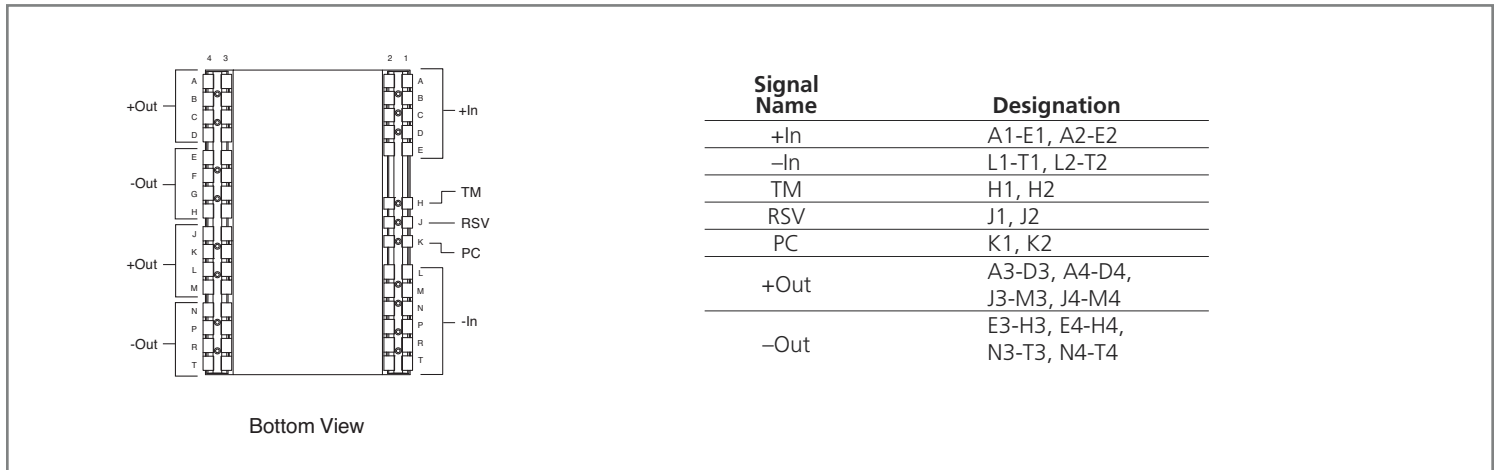 4 3
2 1
A
B
C
D
+Out
E
F
G
H
-Out
J
K
L
M
+Out
N
P
R
T
-Out
A
B
C
D
E
+In
H
TM
J
RSV
K
PC
L
M
N
P
R
T
-In
Bottom View
Signal
Name
Designation
+In A1-E1, A2-E2
–In L1-T1, L2-T2
TM H1, H2
RSV J1, J2
PC K1, K2
+Out A3-D3, A4-D4,
J3-M3, J4-M4
–Out E3-H3, E4-H4,
N3-T3, N4-T4